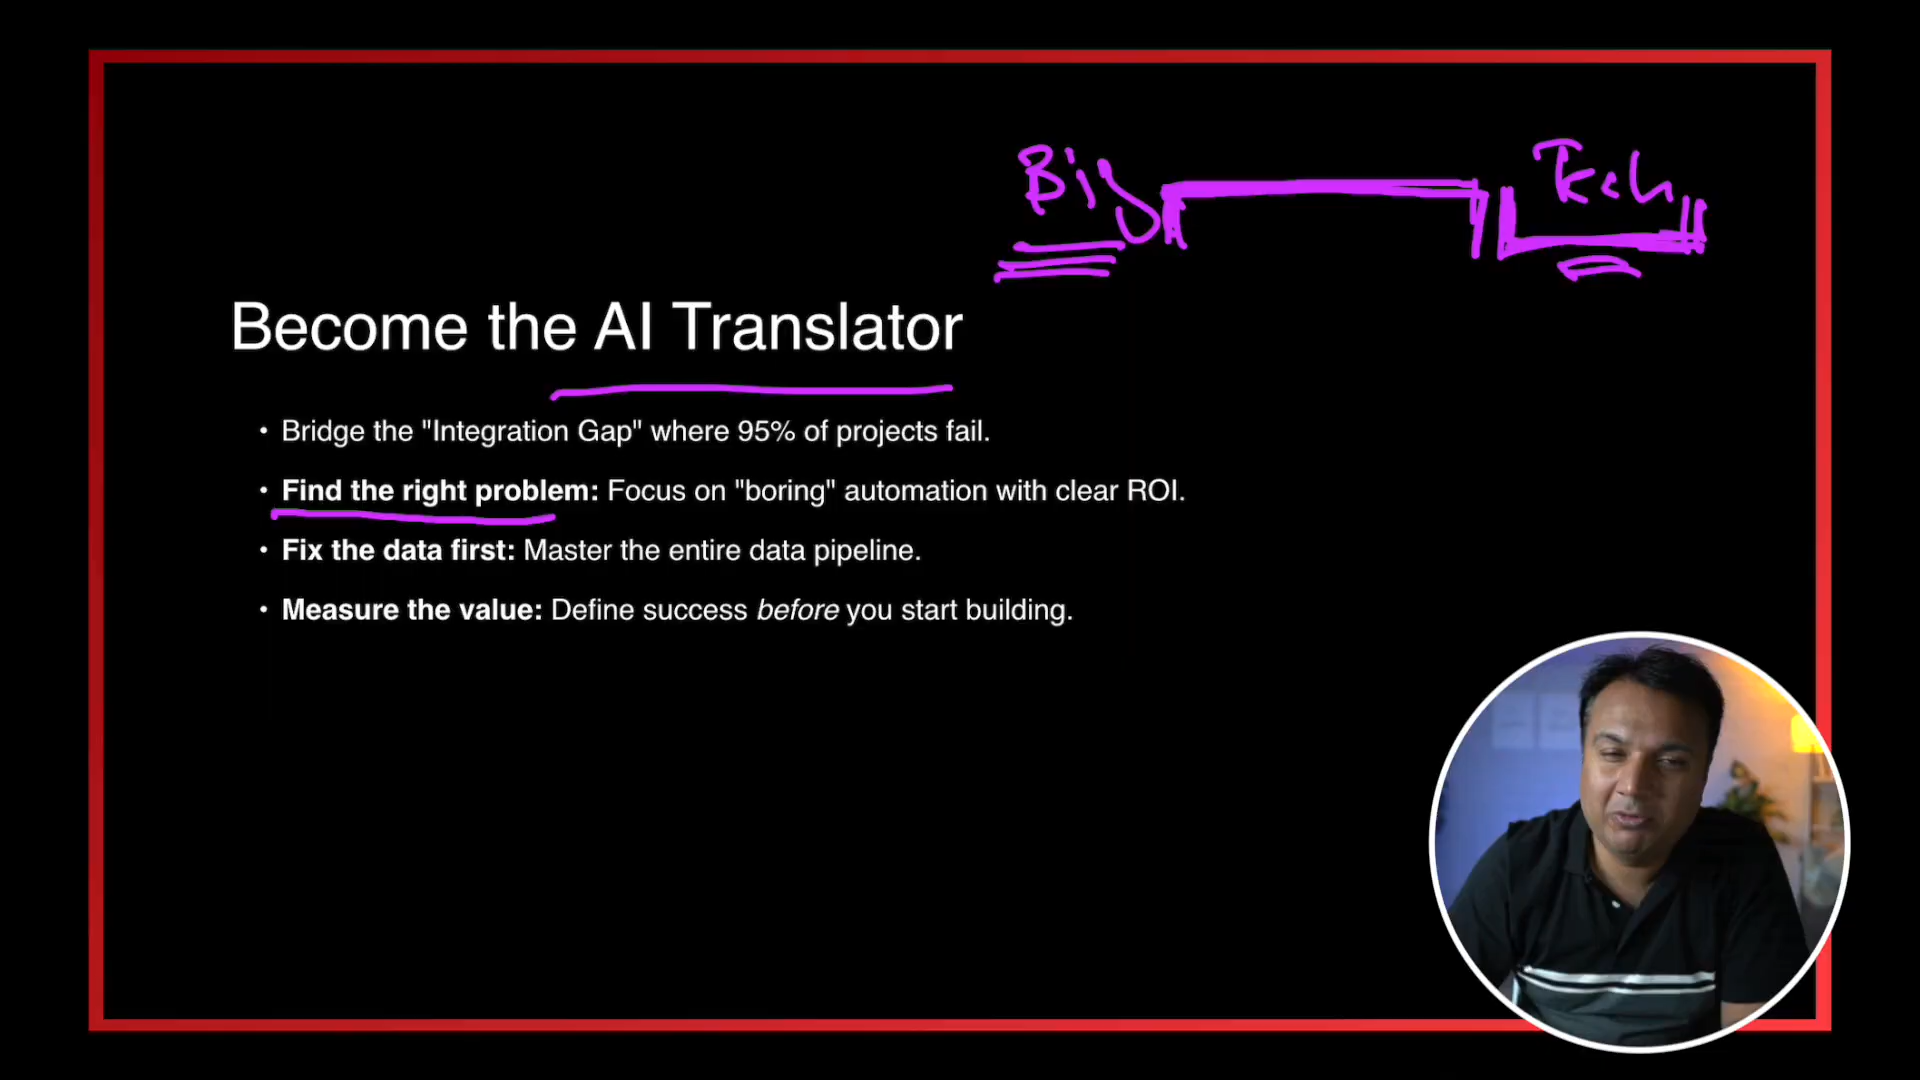 Biz Tech
Become the AI Translator
• Bridge the "Integration Gap" where 95% of projects fail.
• Find the right problem: Focus on "boring" automation with clear ROI.
• Fix the data first: Master the entire data pipeline.
• Measure the value: Define success before you start building.